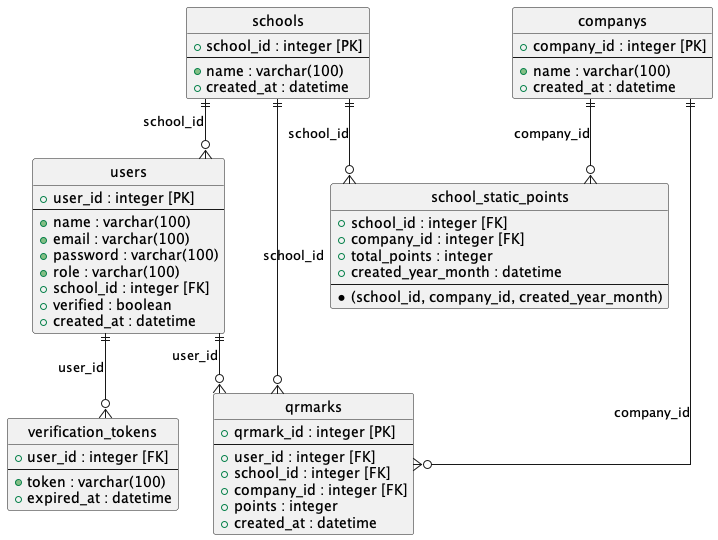 schools
school_id : integer [PK]
name : varchar(100)
created_at : datetime
companys
company_id : integer [PK]
name : varchar(100)
created_at : datetime
school_id
school_id
company_id
users
user_id : integer [PK]
name : varchar(100)
email : varchar(100)
password : varchar(100)
role : varchar(100)
school_id : integer [FK]
verified : boolean
created_at : datetime
school_static_points
school_id : integer [FK]
company_id : integer [FK]
total_points : integer
created_year_month : datetime
(school_id, company_id, created_year_month)
school_id
user_id
user_id
company_id
verification_tokens
user_id : integer [FK]
token : varchar(100)
expired_at : datetime
qrmarks
qrmark_id : integer [PK]
user_id : integer [FK]
school_id : integer [FK]
company_id : integer [FK]
points : integer
created_at : datetime